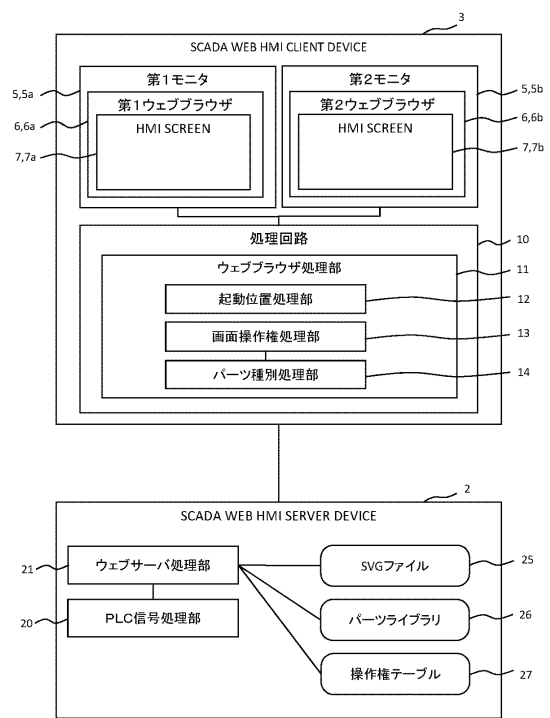 3
SCADA WEB HMI CLIENT DEVICE
第1モニタ
第2モニタ
5,5a
5,5b
第1ウェブブラウザ
第2ウェブブラウザ
6,6a
6,6b
HMI SCREEN
HMI SCREEN
7,7a
7,7b
処理回路
10
ウェブブラウザ処理部
11
起動位置処理部
12
画面操作権処理部
13
パーツ種別処理部
14
2
SCADA WEB HMI SERVER DEVICE
21
ウェブサーバ処理部
SVGファイル
25
20
PLC信号処理部
パーツライブラリ
26
操作権テーブル
27